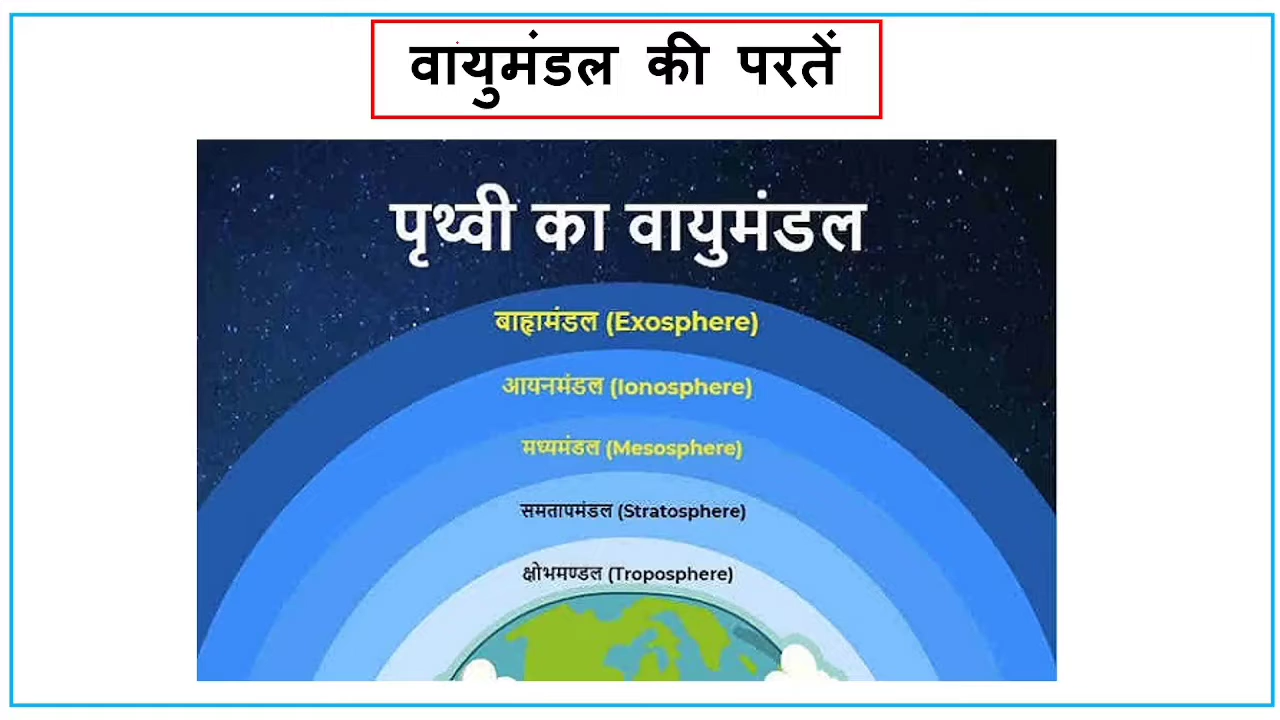 वायुमंडल की परतें
पृथ्वी का वायुमंडल
बाहृामंडल (Exosphere)
आयनमंडल (Ionosphere)
मध्यमंडल (Mesosphere)
समतापमंडल (Stratosphere)
क्षोभमण्डल (Troposphere)